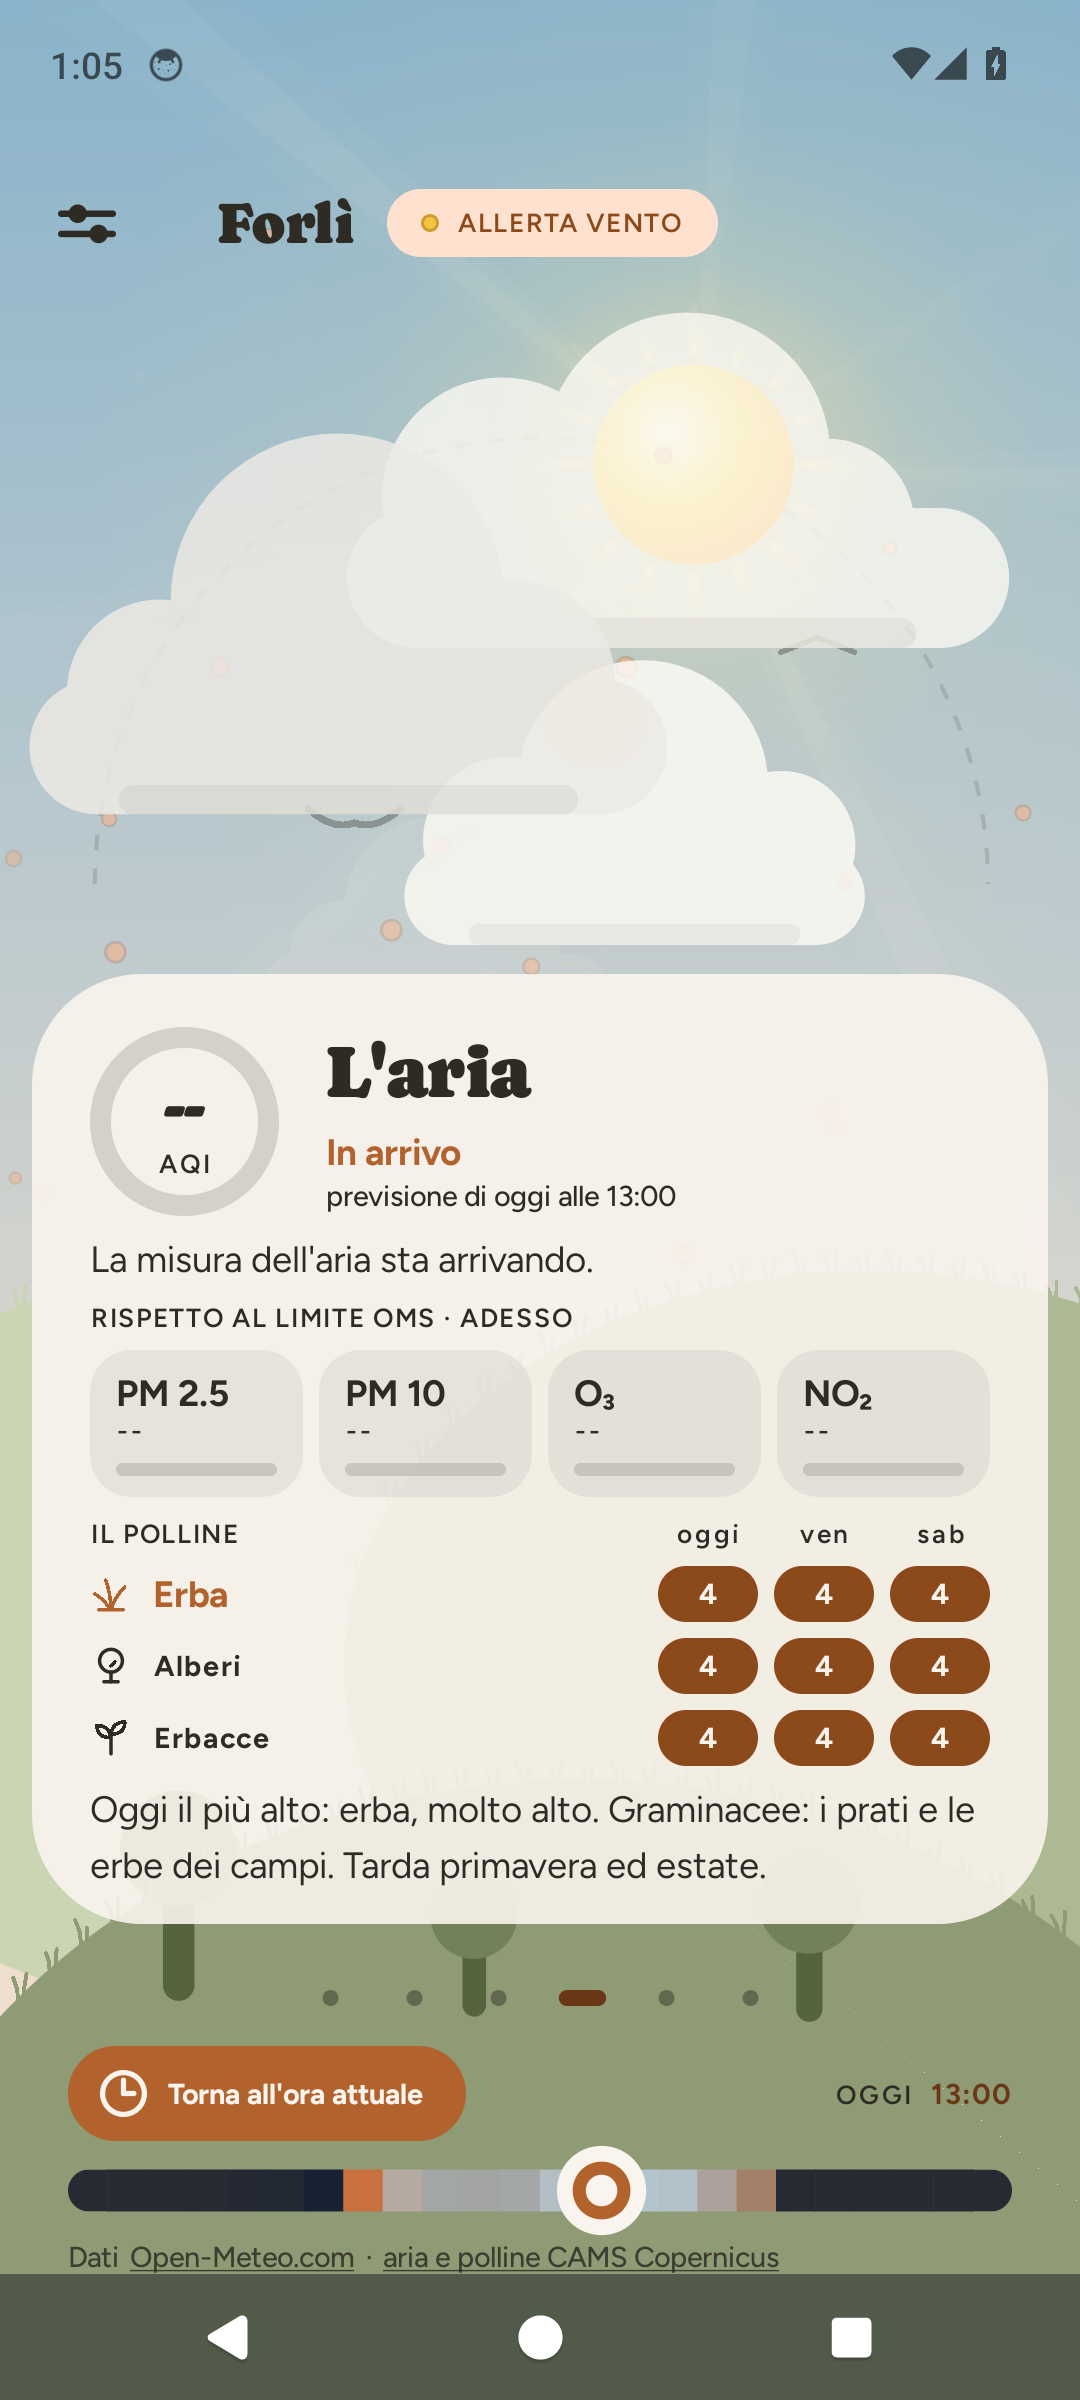 1:05
Forlì
ALLERTA VENTO
L'aria
--
AQI
In arrivo
previsione di oggi alle 13:00
La misura dell'aria sta arrivando.
RISPETTO AL LIMITE OMS · ADESSO
PM 2.5 PM 10 O₃ NO₂
-- -- -- --
IL POLLINE oggi ven sab
Erba 4 4 4
Alberi 4 4 4
Erbacce 4 4 4
Oggi il più alto: erba, molto alto. Graminacee: i prati e le
erbe dei campi. Tarda primavera ed estate.
Torna all'ora attuale OGGI 13:00
Dati Open-Meteo.com · aria e polline CAMS Copernicus